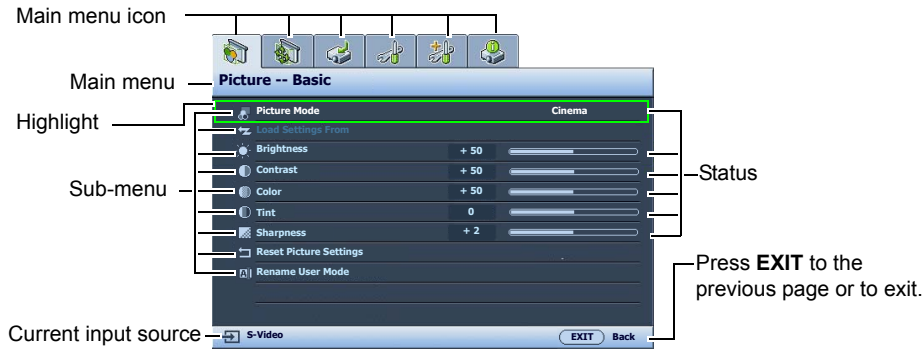 Main menu icon
Main menu
Picture -- Basic
Highlight
Picture Mode Cinema
Load Settings From
Brightness + 50
Contrast + 50
Status
Sub-menu
Color + 50
Tint 0
Sharpness + 2
Reset Picture Settings
Rename User Mode
Press EXIT to the
previous page or to exit.
Current input source
S-Video
EXIT Back